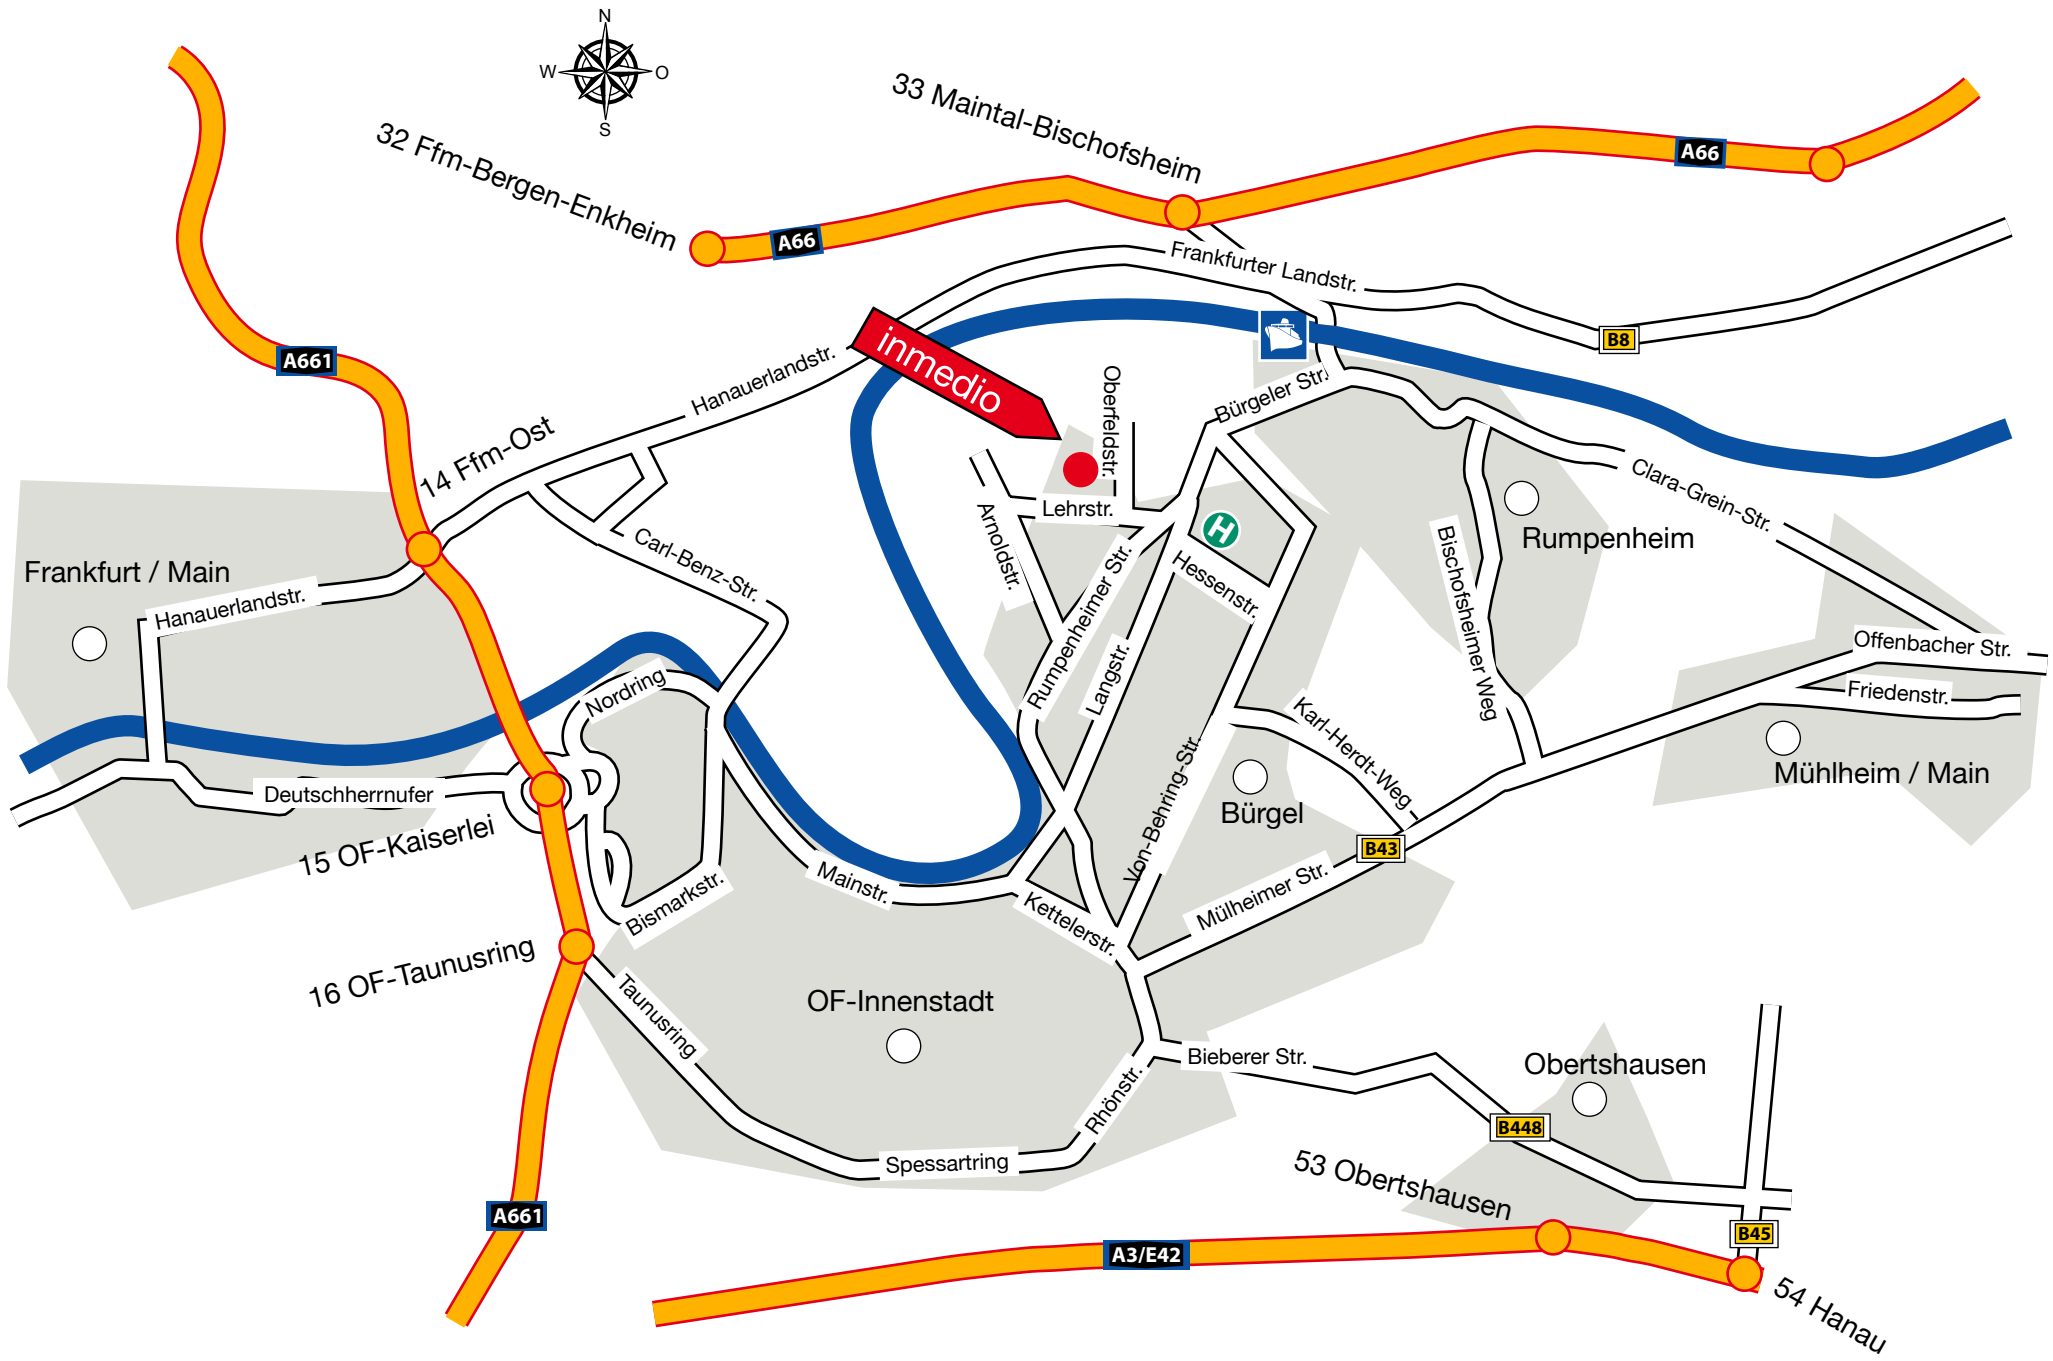 N
W
O
S
32 Ffm-Bergen-Enkheim
33 Maintal-Bischofsheim
A66
A66
Frankfurter Landstr.
B8
A661
inmedio
Hanauerlandstr.
14 Ffm-Ost
Oberfeldstr.
Bürgeler Str.
Clara-Grein-Str.
Lehrstr.
Arnoldstr.
H
Rumpenheim
Bischofsheimer Weg
Frankfurt / Main
Hanauerlandstr.
Carl-Benz-Str.
Rumpenheimer Str.
Hessenstr.
Langstr.
Offenbacher Str.
Friedenstr.
Nordring
Karl-Herdt-Weg
Von-Behring-Str.
Mühlheim / Main
Deutschherrnufer
Bürgel
15 OF-Kaiserlei
B43
Mainstr.
Bismarkstr.
Kettelerstr.
Mülheimer Str.
16 OF-Taunusring
Taunusring
OF-Innenstadt
Bieberer Str.
Obertshausen
Rhönstr.
B448
Spessartring
53 Obertshausen
A661
A3/E42
B45
54 Hanau